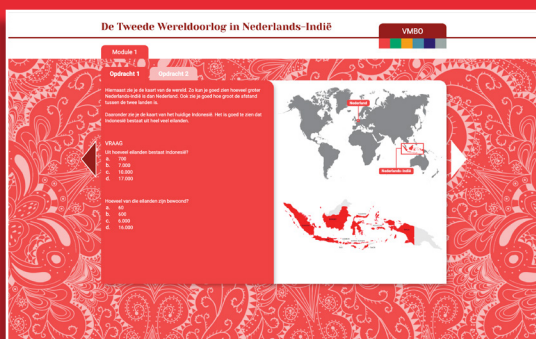 De Tweede Wereldoorlog in Nederlands-Indië
VMBO
Module 1
Opdracht 1
Opdracht 2
Hiernaast zie je de kaart van de wereld. Zo kun je goed zien hoeveel groter
Nederlands-Indië is dan Nederland. Ook zie je goed hoe groot de afstand
tussen de twee landen is.
Daaronder zie je de kaart van het huidige Indonesië. Het is goed te zien dat
Indonesië bestaat uit heel veel eilanden.
VRAAG
Uit hoeveel eilanden bestaat Indonesië?
a. 700
b. 7.000
c. 10.000
d. 17.000
Hoeveel van die eilanden zijn bewoond?
a. 60
b. 600
c. 6.000
d. 16.000
Nederland
Nederlands-Indië